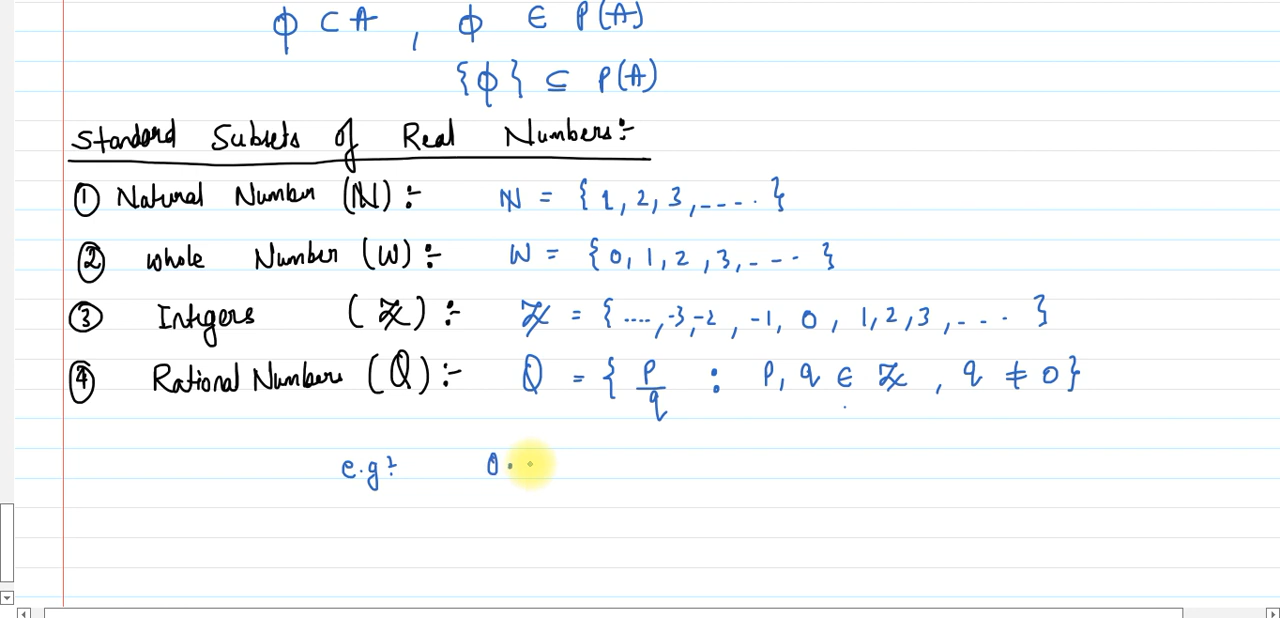 ϕ ⊂ A , ϕ ∈ P(A)
{ϕ} ⊆ P(A)
Standard Subsets of Real Numbers:-
① Natural Number (ℕ) :- ℕ = { 1, 2, 3, ---- }
② Whole Number (W) :- W = { 0, 1, 2, 3, --- }
③ Intigers (ℤ) :- ℤ = { ...., -3, -2, -1, 0, 1, 2, 3, ---- }
④ Rational Numbers (Q) :- Q = { p/q : p, q ∈ ℤ, q ≠ 0}
e.g: 0.